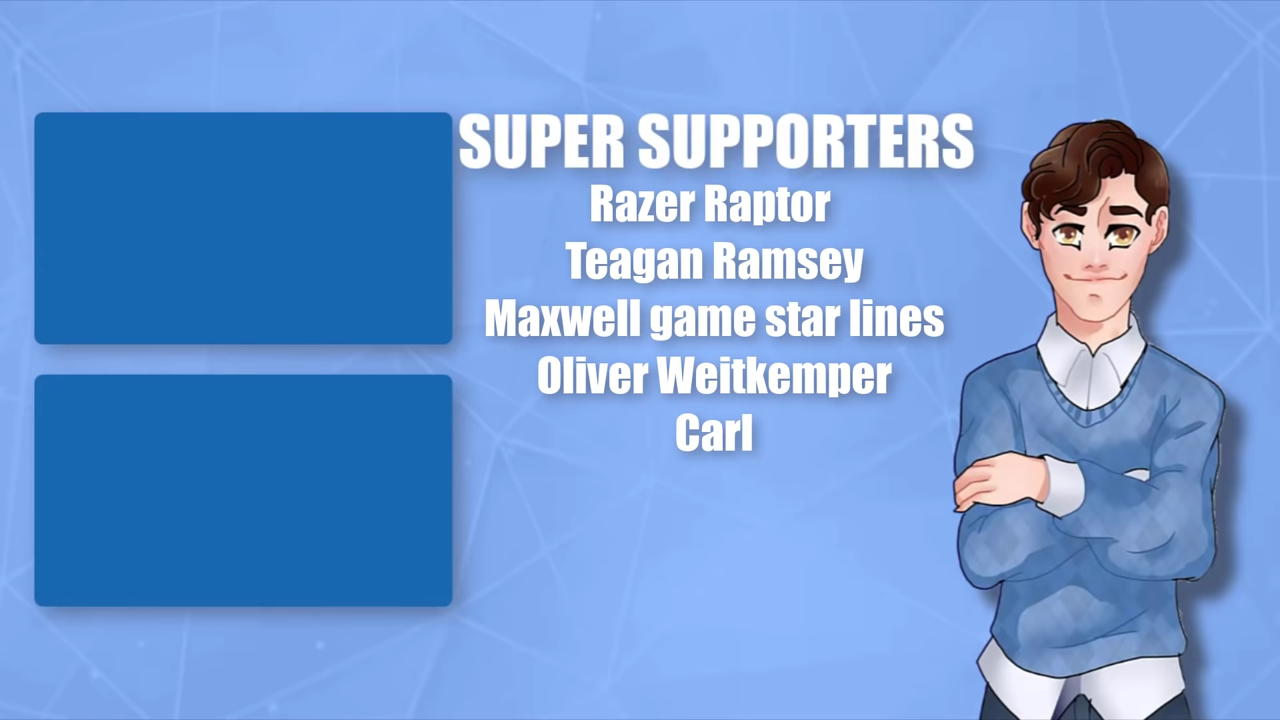 SUPER SUPPORTERS
Razer Raptor
Teagan Ramsey
Maxwell game star lines
Oliver Weitkemper
Carl